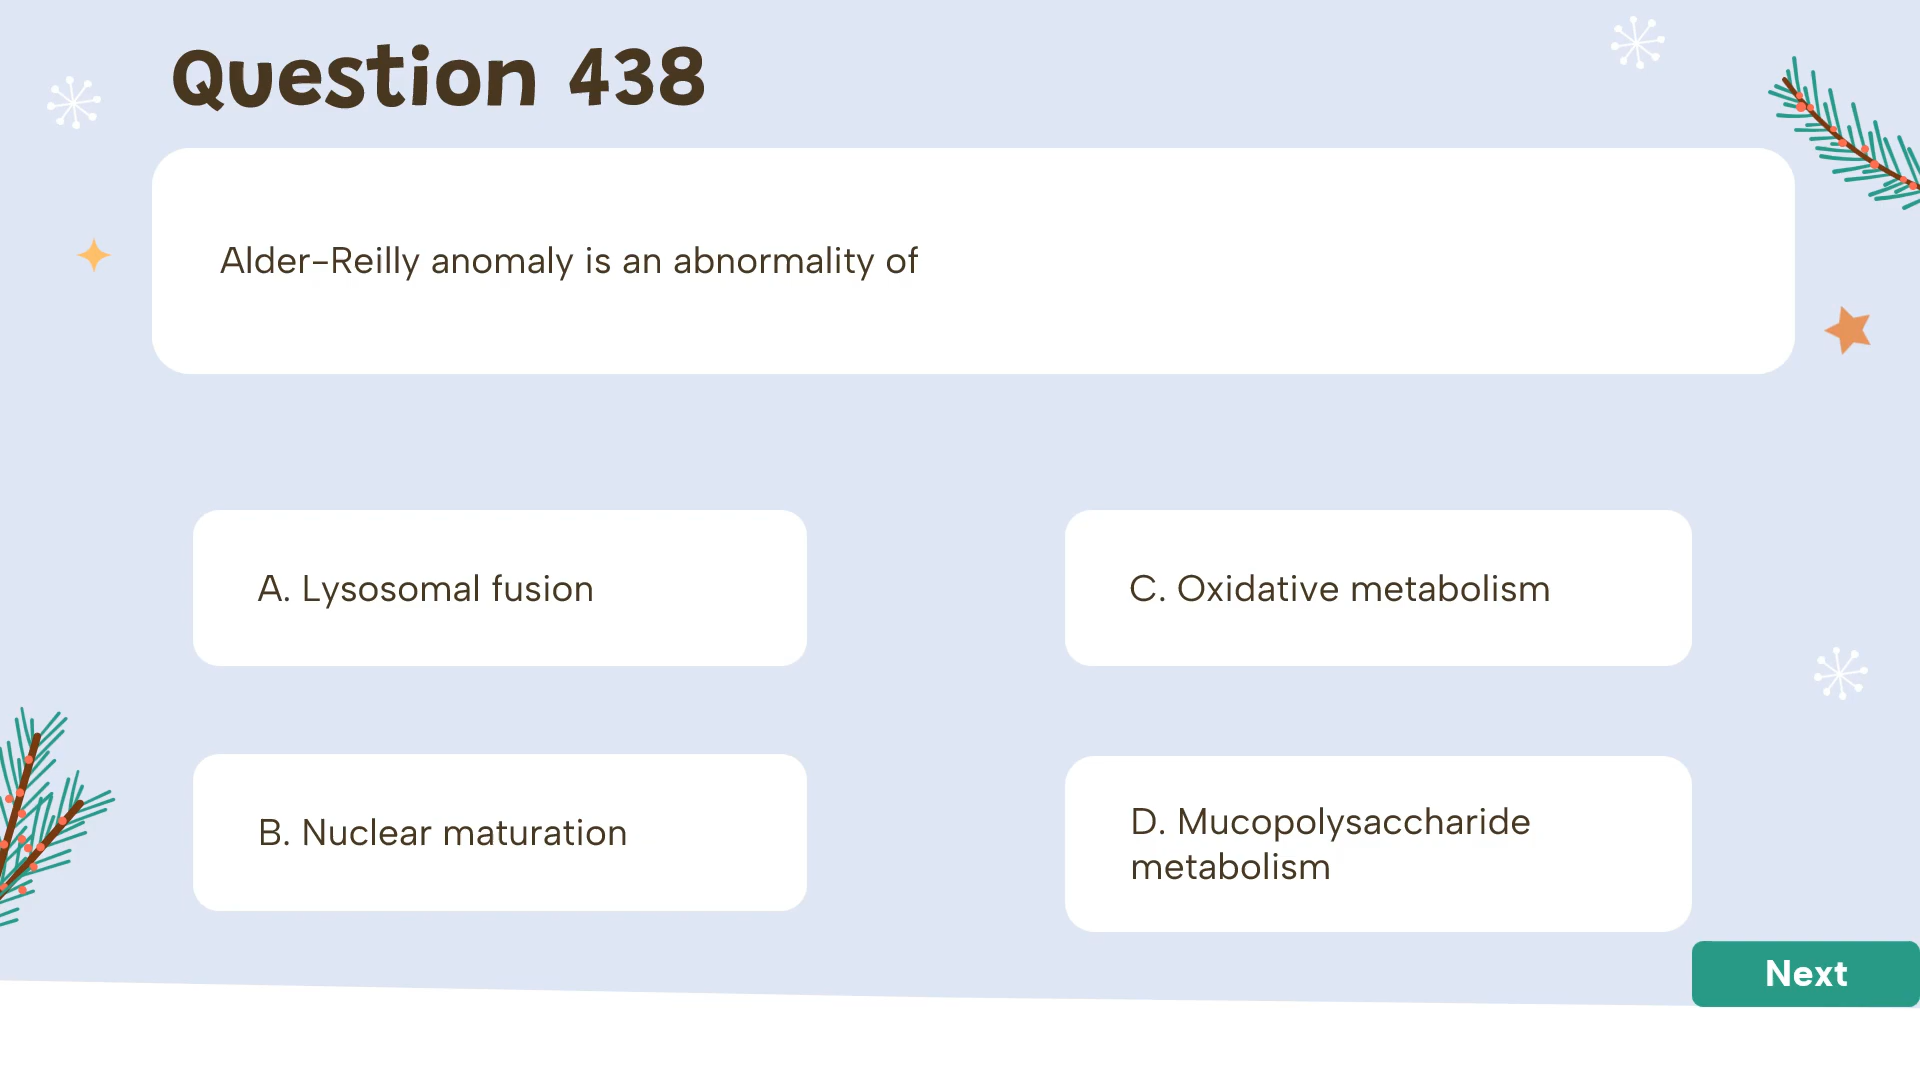 Question 438
Alder-Reilly anomaly is an abnormality of
A. Lysosomal fusion
B. Nuclear maturation
C. Oxidative metabolism
D. Mucopolysaccharide
metabolism
Next